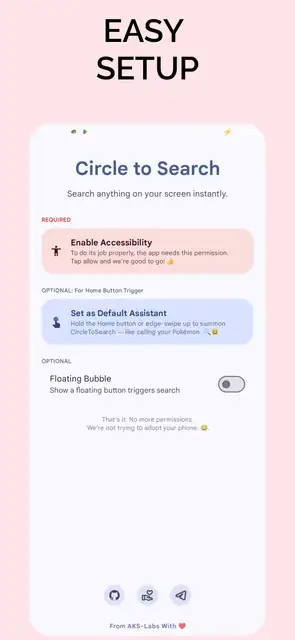 EASY
SETUP
Circle to Search
Search anything on your screen instantly.
REQUIRED
Enable Accessibility
To do its job properly, the app needs this permission.
Tap allow and we're good to go! 👍
OPTIONAL: For Home Button Trigger
Set as Default Assistant
Hold the Home button or edge-swipe up to summon
CircleToSearch — like calling your Pokémon. 🔍😄
OPTIONAL
Floating Bubble
Show a floating button triggers search
That's it. No more permissions.
We're not trying to adopt your phone. 😂
From AKS-Labs With ❤️